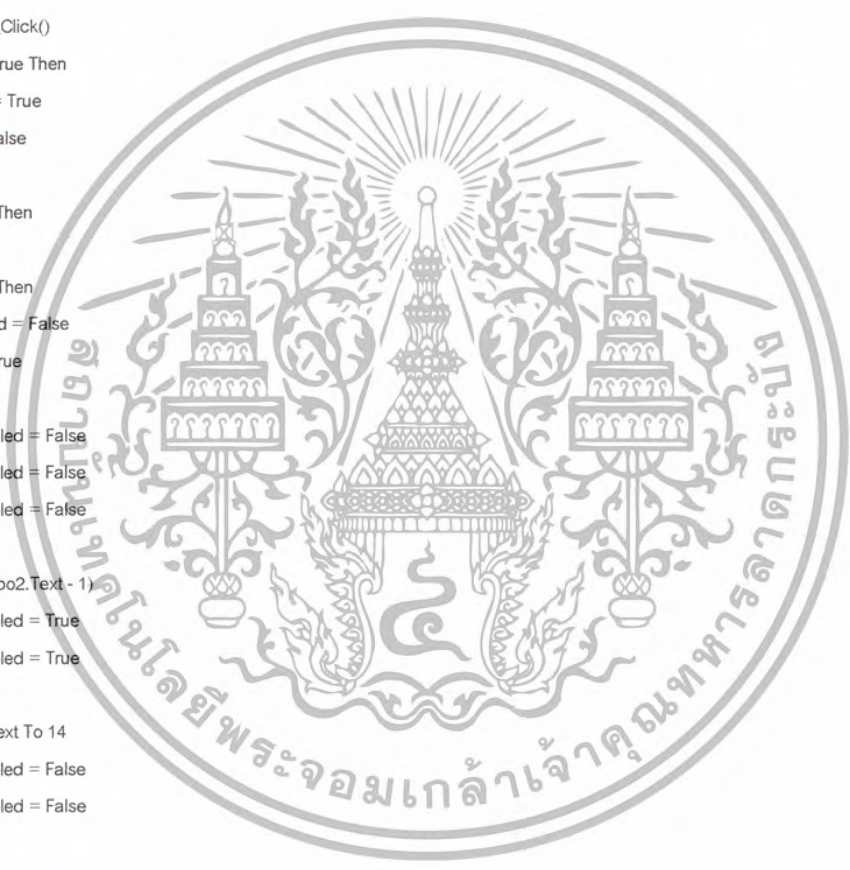 Click()
rue Then
= True
alse
Then
Then
d = False
rue
led = False
led = False
led = False
oo2.Text - 1)
led = True
led = True
ext To 14
led = False
led = False
สถาบันเทคโนโลยีพระจอมเกล้าเจ้าคุณทหารลาดกระบัง